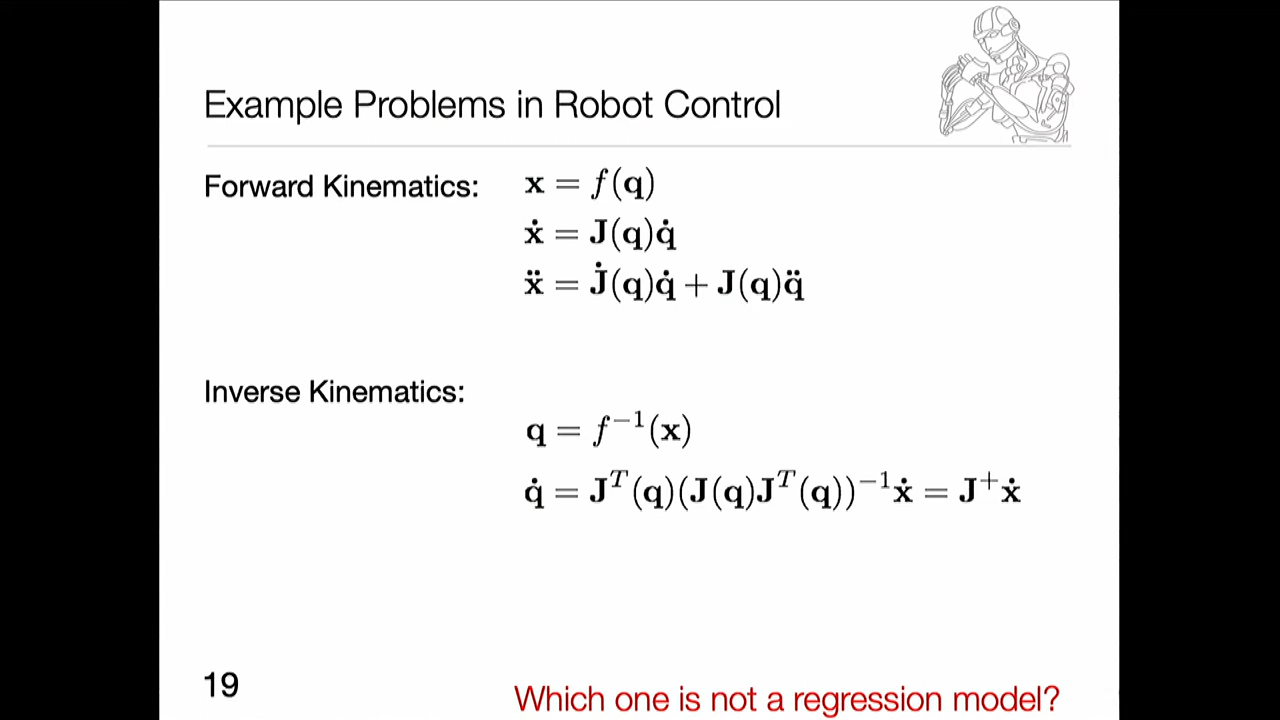 Example Problems in Robot Control
Forward Kinematics: 𝐱 = f(𝐪)
𝐱̇ = 𝐉(𝐪)𝐪̇
𝐱̈ = 𝐉̇(𝐪)𝐪̇ + 𝐉(𝐪)𝐪̈
Inverse Kinematics:
𝐪 = f⁻¹(𝐱)
𝐪̇ = 𝐉ᵀ(𝐪)(𝐉(𝐪)𝐉ᵀ(𝐪))⁻¹𝐱̇ = 𝐉⁺𝐱̇
19
Which one is not a regression model?